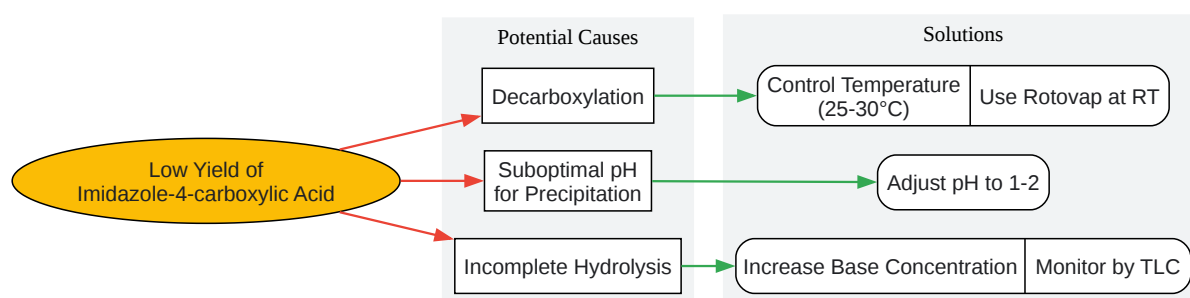 Potential Causes
Solutions
Low Yield of
Imidazole-4-carboxylic Acid
Decarboxylation
Control Temperature
(25-30°C)
Use Rotovap at RT
Suboptimal pH
for Precipitation
Adjust pH to 1-2
Incomplete Hydrolysis
Increase Base Concentration
Monitor by TLC